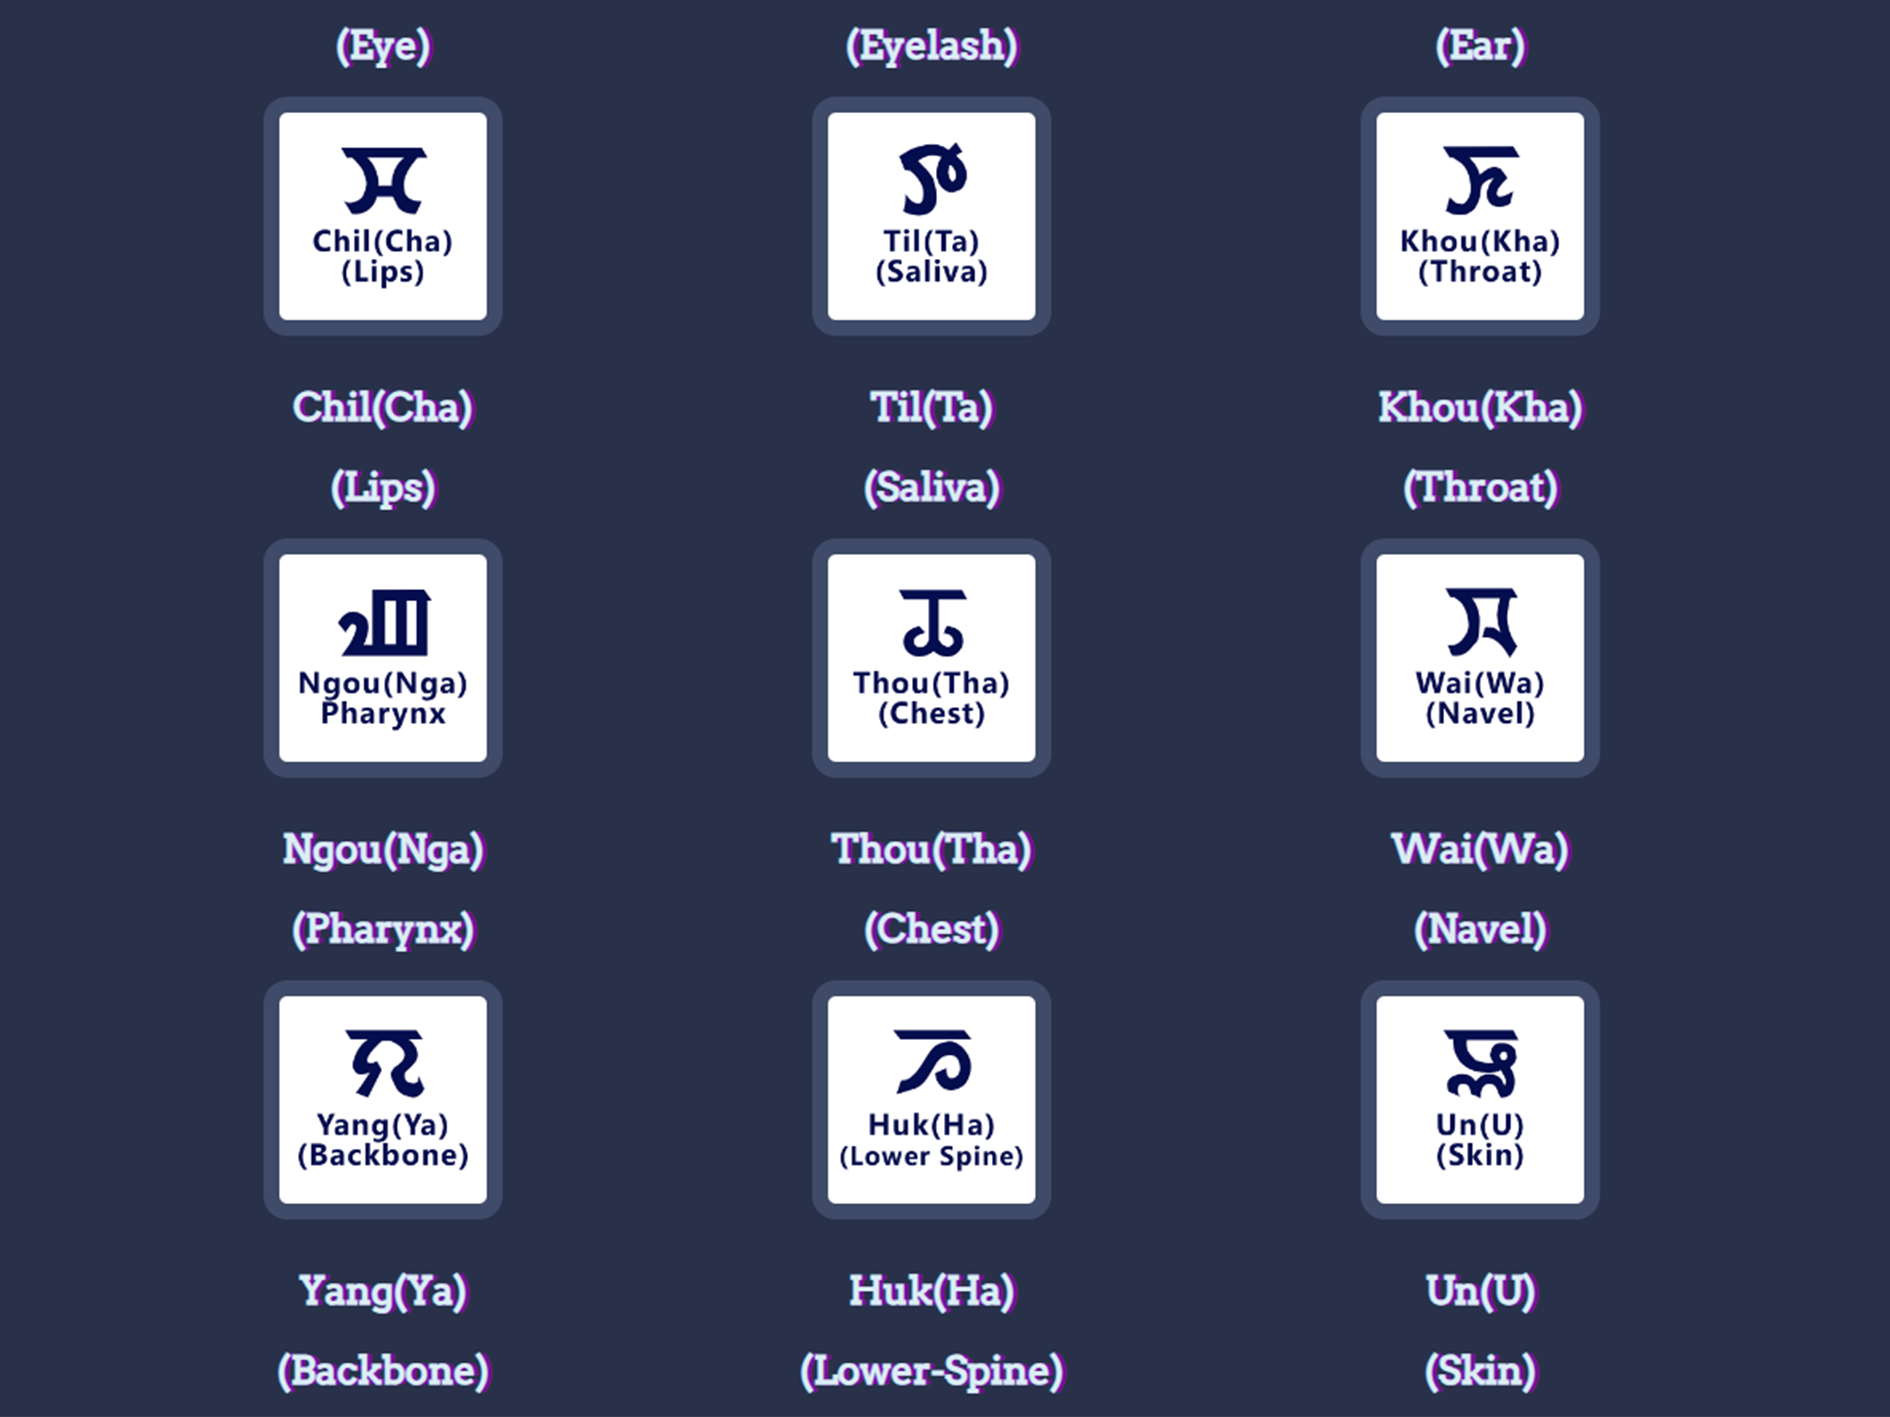 (Eye) (Eyelash) (Ear)
ꯆ ꯇ ꯈ
Chil(Cha) Til(Ta) Khou(Kha)
(Lips) (Saliva) (Throat)
Chil(Cha) Til(Ta) Khou(Kha)
(Lips) (Saliva) (Throat)
ꯉ ꯊ ꯋ
Ngou(Nga) Thou(Tha) Wai(Wa)
Pharynx (Chest) (Navel)
Ngou(Nga) Thou(Tha) Wai(Wa)
(Pharynx) (Chest) (Navel)
ꯌ ꯍ ꯎ
Yang(Ya) Huk(Ha) Un(U)
(Backbone) (Lower Spine) (Skin)
Yang(Ya) Huk(Ha) Un(U)
(Backbone) (Lower-Spine) (Skin)